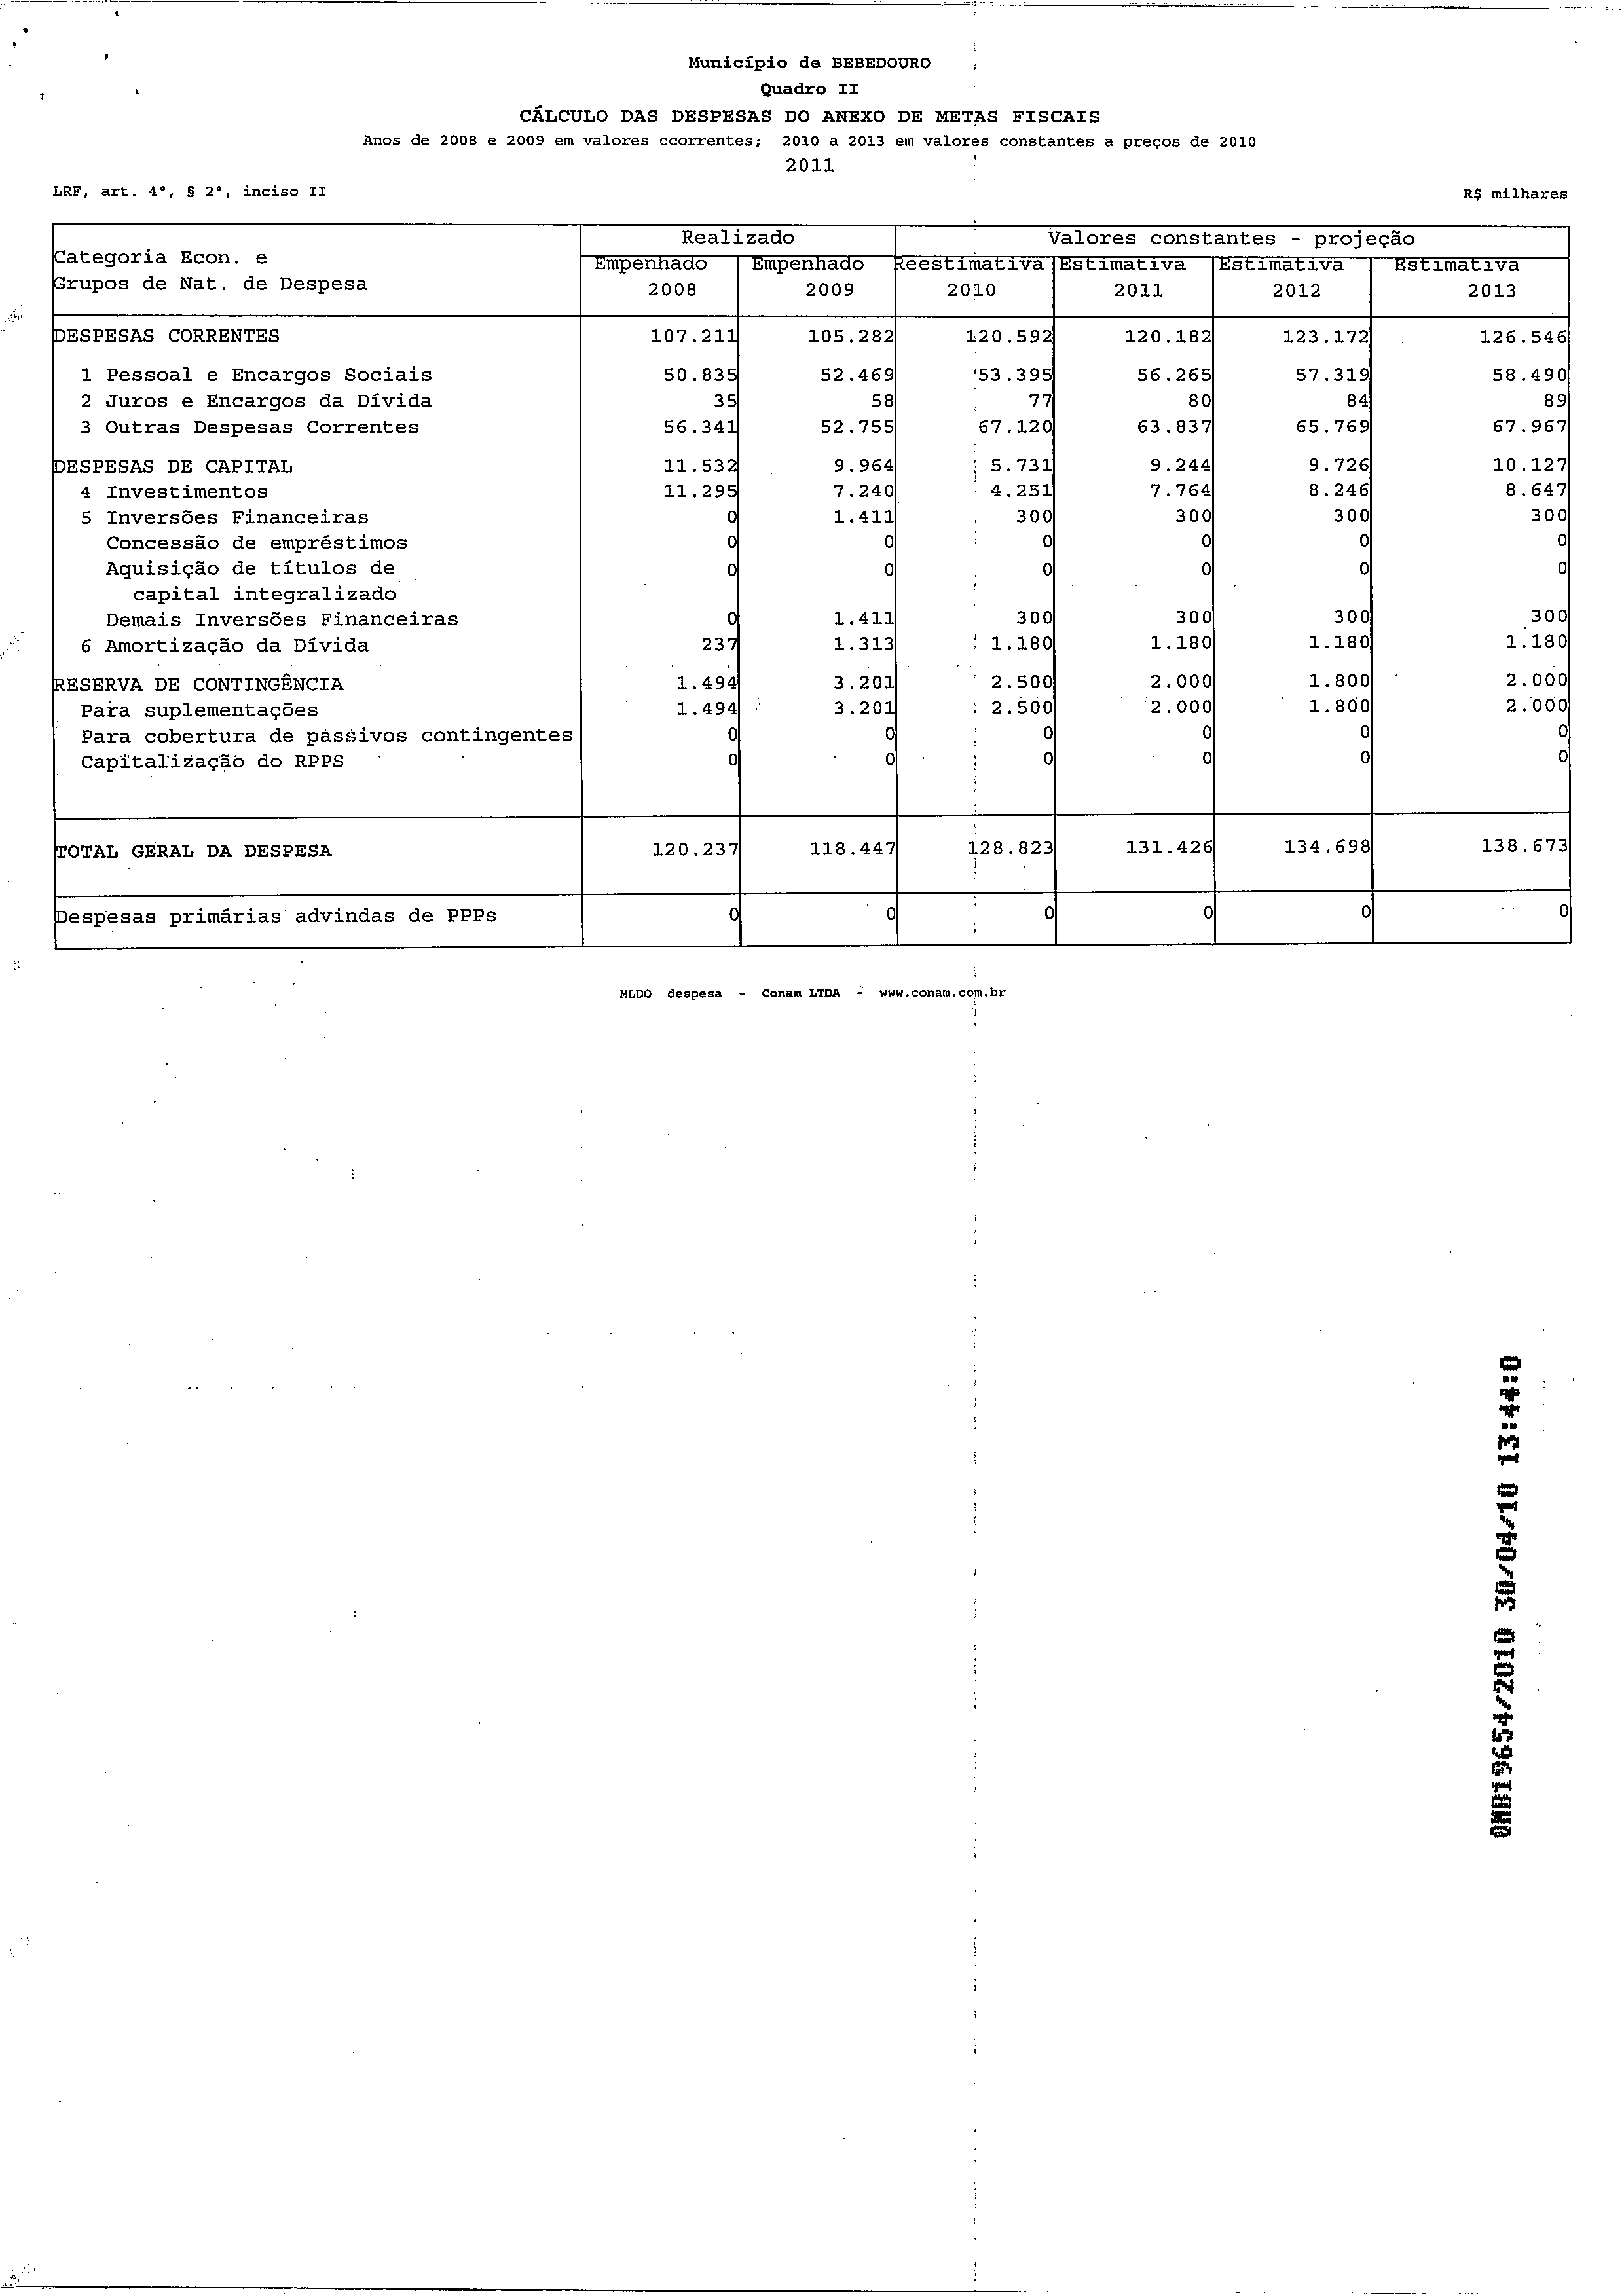 Município de BEBEDOURO
Quadro II
CÁLCULO DAS DESPESAS DO ANEXO DE METAS FISCAIS
Anos de 2008 e 2009 em valores ccorrentes; 2010 a 2013 em valores constantes a preços de 2010
2011
LRF, art. 4°, § 2°, inciso II R$ milhares
Realizado Valores constantes - projeção
Categoria Econ. e Empenhado Empenhado Reestimativa Estimativa Estimativa Estimativa
Grupos de Nat. de Despesa 2008 2009 2010 2011 2012 2013
DESPESAS CORRENTES 107.211 105.282 120.592 120.182 123.172 126.546
1 Pessoal e Encargos Sociais 50.835 52.469 53.395 56.265 57.319 58.490
2 Juros e Encargos da Dívida 35 58 77 80 84 89
3 Outras Despesas Correntes 56.341 52.755 67.120 63.837 65.769 67.967
DESPESAS DE CAPITAL 11.532 9.964 5.731 9.244 9.726 10.127
4 Investimentos 11.295 7.240 4.251 7.764 8.246 8.647
5 Inversões Financeiras 0 1.411 300 300 300 300
Concessão de empréstimos 0 0 0 0 0 0
Aquisição de títulos de 0 0 0 0 0 0
capital integralizado
Demais Inversões Financeiras 0 1.411 300 300 300 300
6 Amortização da Dívida 237 1.313 1.180 1.180 1.180 1.180
RESERVA DE CONTINGÊNCIA 1.494 3.201 2.500 2.000 1.800 2.000
Para suplementações 1.494 3.201 2.500 2.000 1.800 2.000
Para cobertura de passivos contingentes 0 0 0 0 0 0
Capitalização do RPPS 0 0 0 0 0 0
TOTAL GERAL DA DESPESA 120.237 118.447 128.823 131.426 134.698 138.673
Despesas primárias advindas de PPPs 0 0 0 0 0 0
MLDO despesa - Conam LTDA - www.conam.com.br
30/04/10 13:44:0